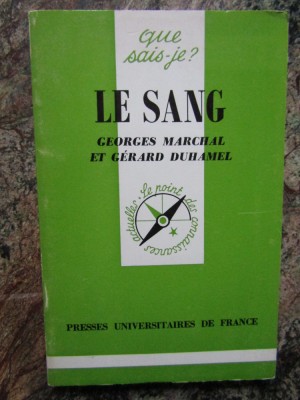 que
sais-je?
LE SANG
GEORGES MARCHAL
ET GÉRARD DUHAMEL
Le point des connaissances actuelles
PRESSES UNIVERSITAIRES DE FRANCE